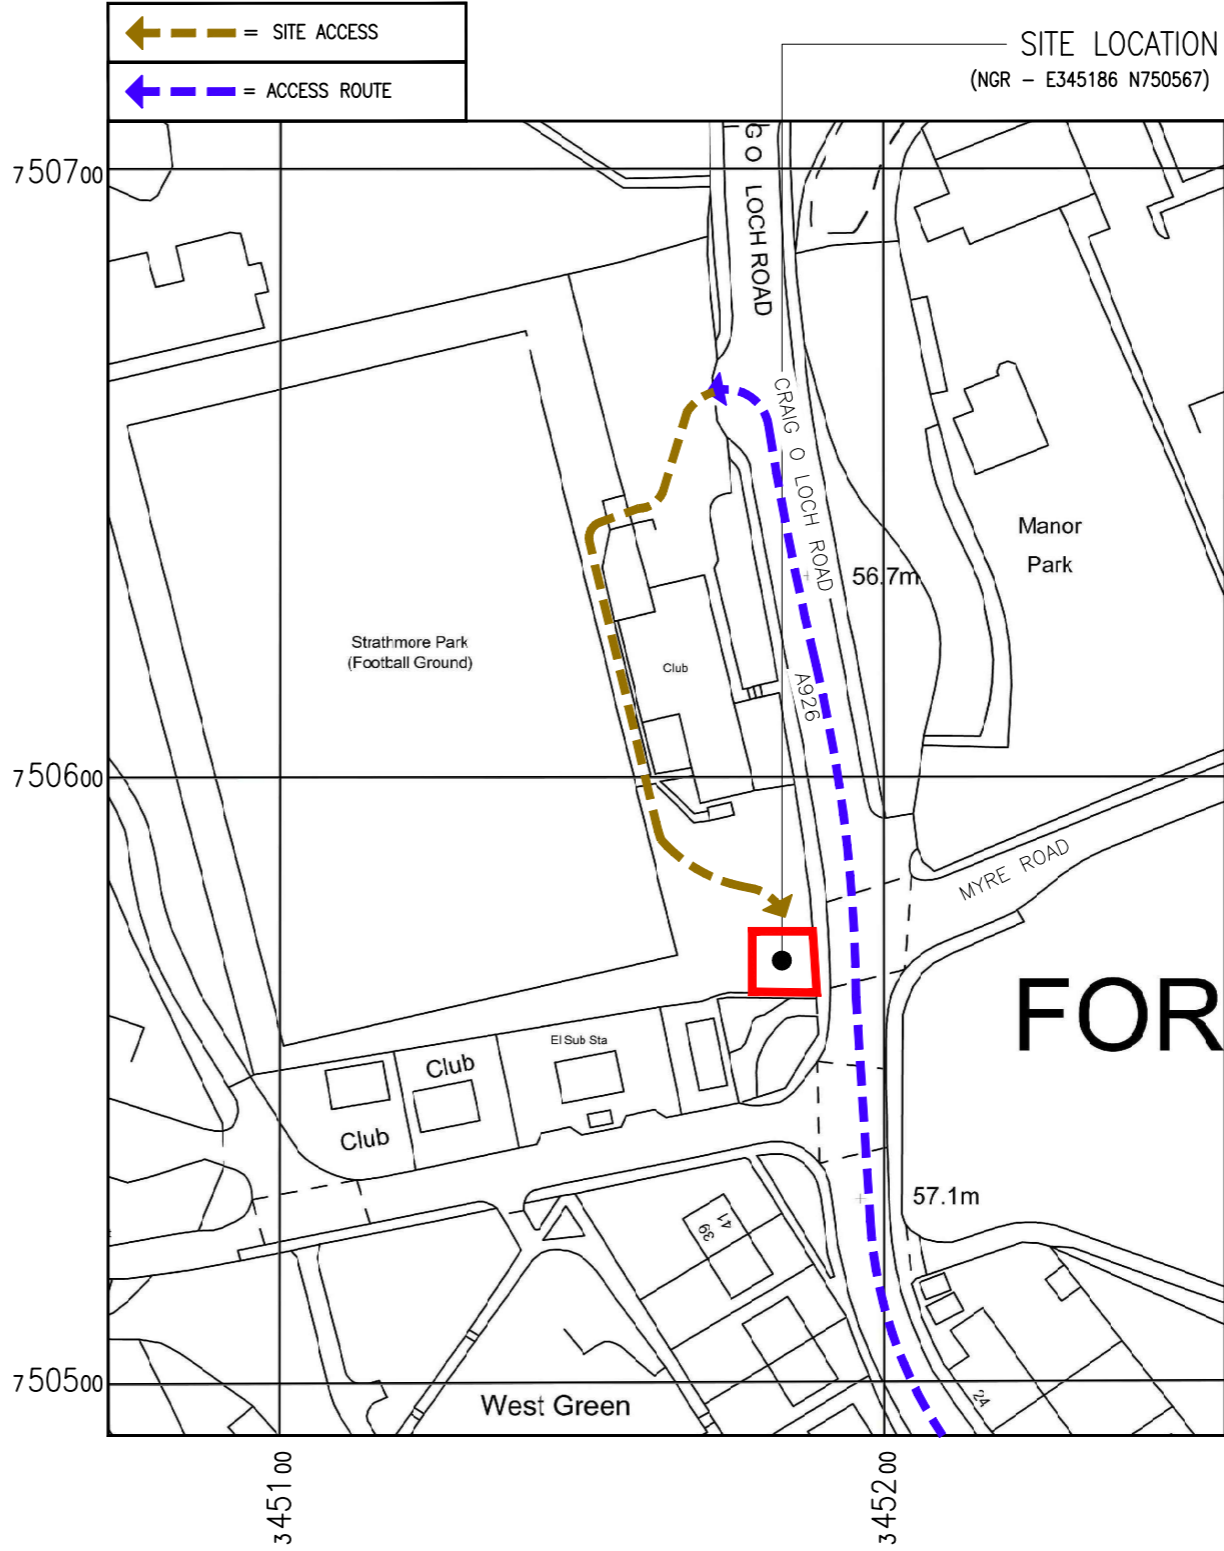 = SITE ACCESS
= ACCESS ROUTE
SITE LOCATION
(NGR – E345186 N750567)
750700
G O LOCH ROAD
CRAIG O LOCH ROAD
Manor
Park
56.7m
Strathmore Park
(Football Ground)
Club
A926
750600
MYRE ROAD
FOR
El Sub Sta
Club
Club
57.1m
41
39
24
750500
West Green
345100
345200